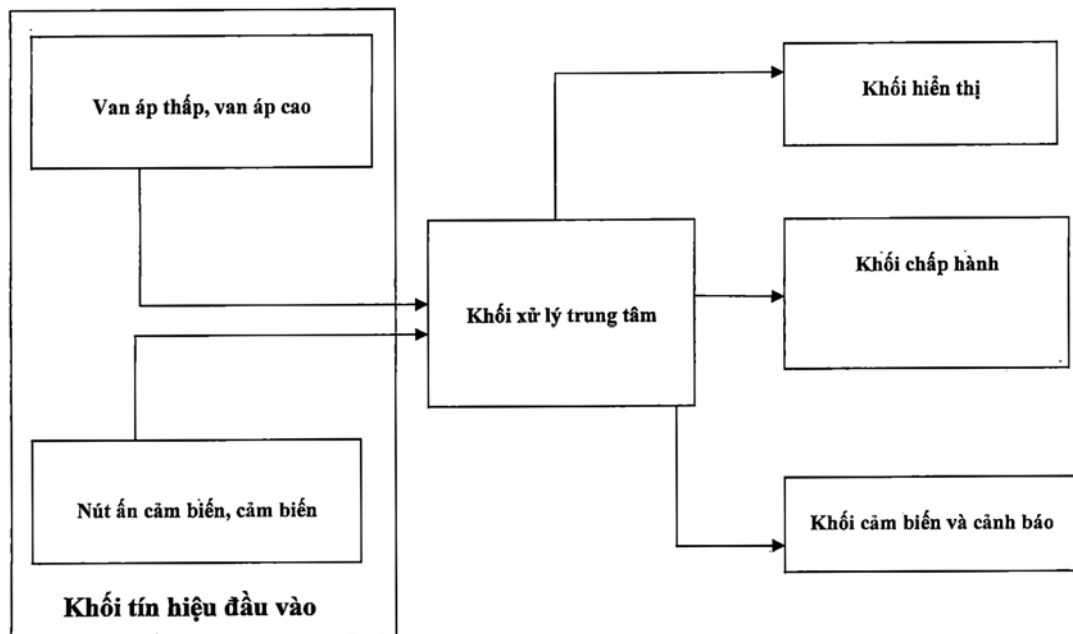 Van áp thấp, van áp cao
Khối hiển thị
Khối chấp hành
Khối xử lý trung tâm
Nút ấn cảm biến, cảm biến
Khối cảm biến và cảnh báo
Khối tín hiệu đầu vào